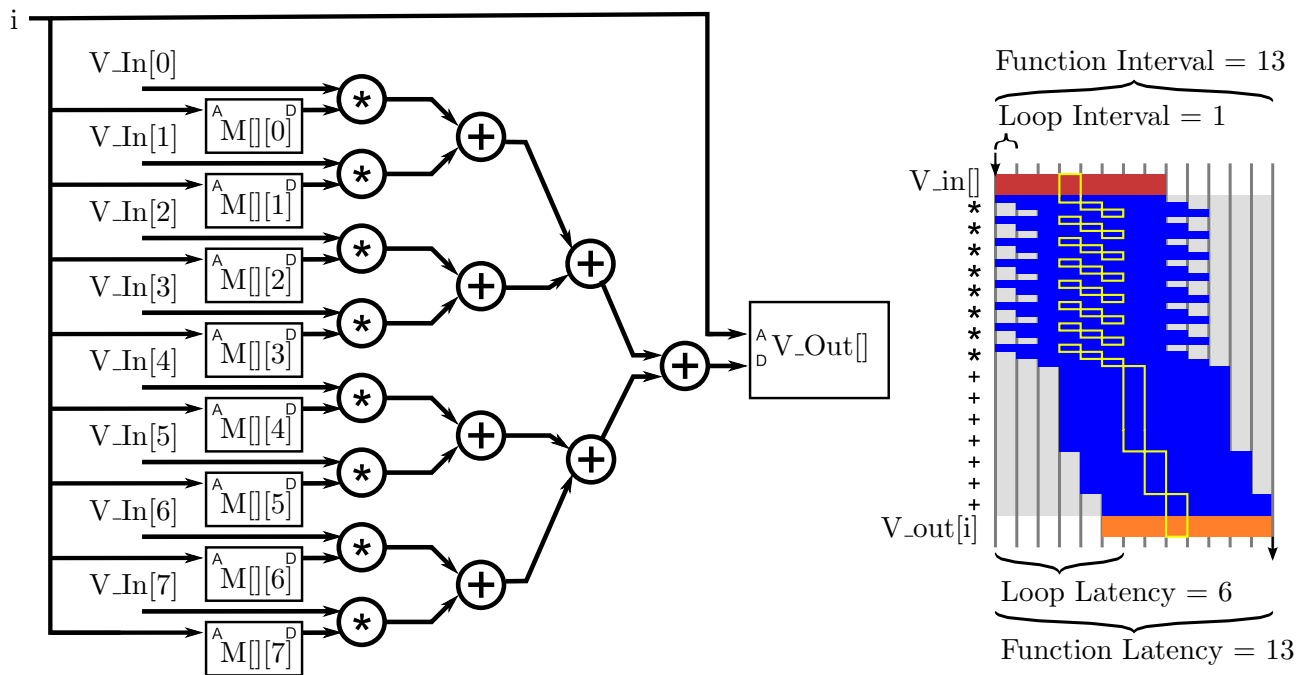 i
V_In[0]
*
A D
M[][0]
+
V_In[1]
*
A D
M[][1]
V_In[2]
*
A D
M[][2]
+
+
V_In[3]
*
A D
M[][3]
+
A
D
V_Out[]
V_In[4]
*
A D
M[][4]
+
+
V_In[5]
*
A D
M[][5]
V_In[6]
*
A D
M[][6]
+
V_In[7]
*
A D
M[][7]
Function Interval = 13
Loop Interval = 1
V_in[]
*
*
*
*
*
*
*
*
+
+
+
+
+
+
+
V_out[i]
Loop Latency = 6
Function Latency = 13